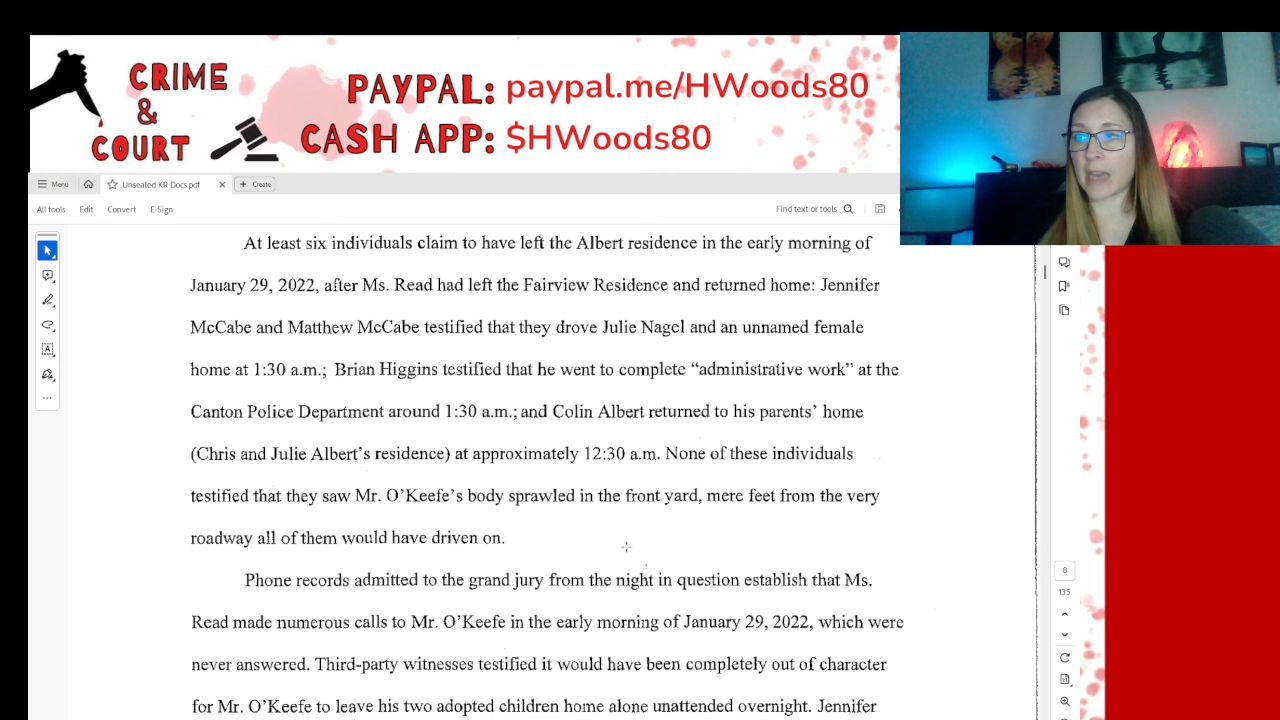 CRIME
&
COURT
PAYPAL: paypal.me/HWoods80
CASH APP: $HWoods80
Menu
Unsealed KR Docs.pdf
Create
All tools
Edit
Convert
E-Sign
Find text or tools
At least six individuals claim to have left the Albert residence in the early morning of
January 29, 2022, after Ms. Read had left the Fairview Residence and returned home: Jennifer
McCabe and Matthew McCabe testified that they drove Julie Nagel and an unnamed female
home at 1:30 a.m.; Brian Higgins testified that he went to complete “administrative work” at the
Canton Police Department around 1:30 a.m.; and Colin Albert returned to his parents’ home
(Chris and Julie Albert’s residence) at approximately 12:30 a.m. None of these individuals
testified that they saw Mr. O’Keefe’s body sprawled in the front yard, mere feet from the very
roadway all of them would have driven on.
Phone records admitted to the grand jury from the night in question establish that Ms.
Read made numerous calls to Mr. O’Keefe in the early morning of January 29, 2022, which were
never answered. Third-party witnesses testified it would have been completely out of character
for Mr. O’Keefe to leave his two adopted children home alone unattended overnight. Jennifer
8
135